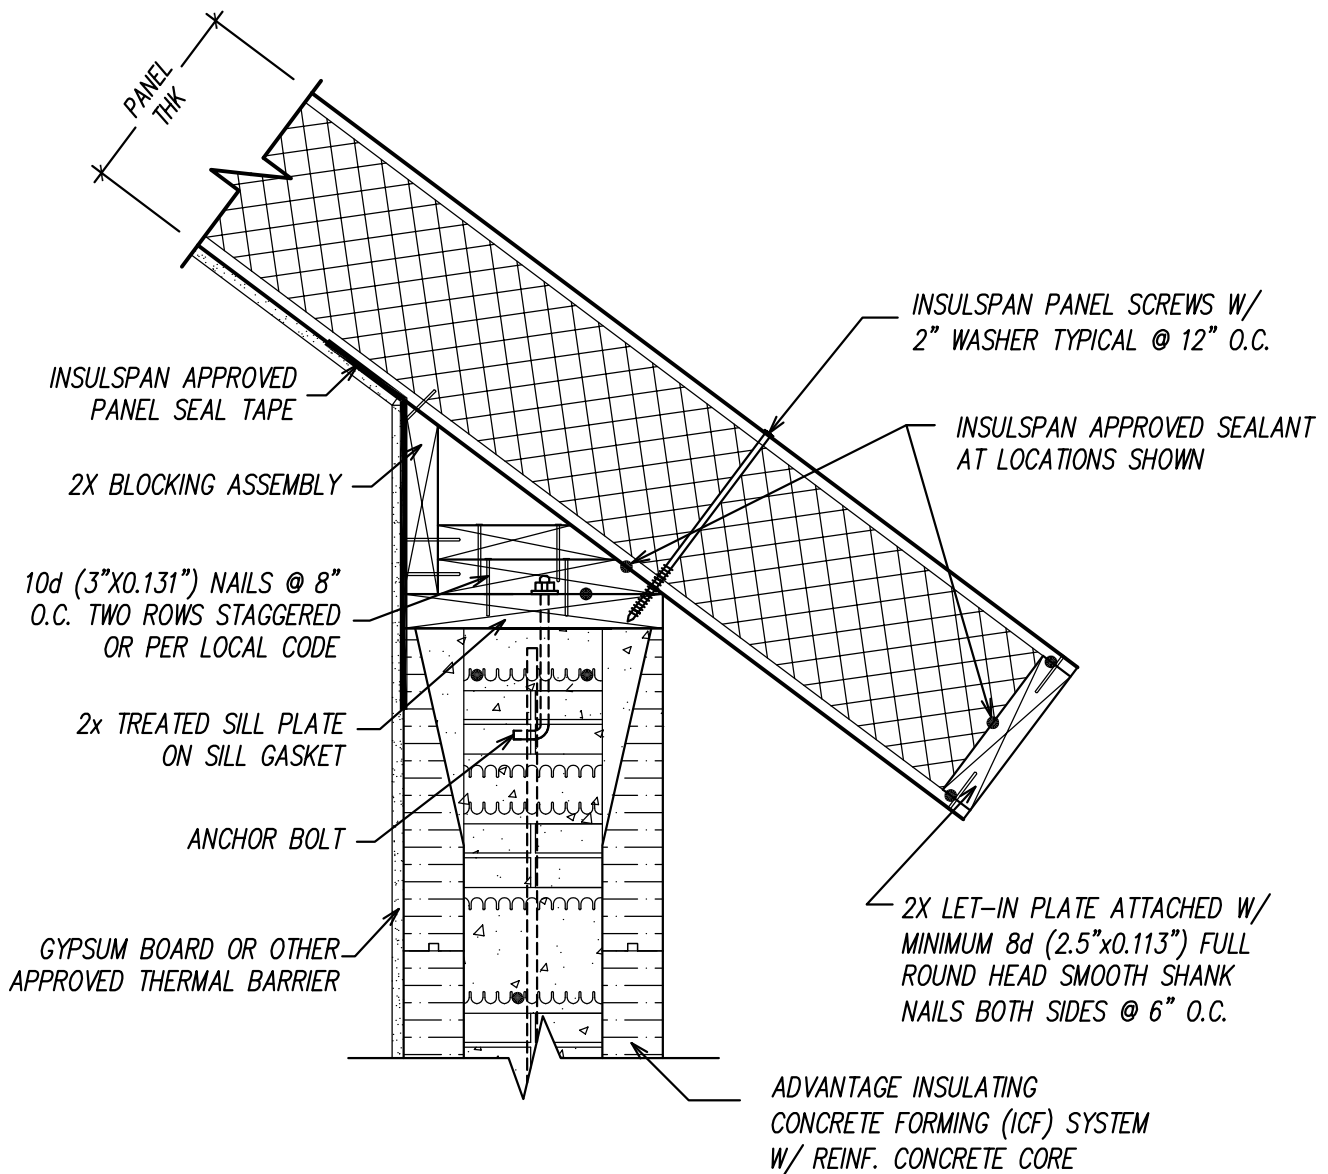 PANEL
THK
INSULSPAN PANEL SCREWS W/
2" WASHER TYPICAL @ 12" O.C.
INSULSPAN APPROVED
PANEL SEAL TAPE
INSULSPAN APPROVED SEALANT
AT LOCATIONS SHOWN
2X BLOCKING ASSEMBLY
10d (3"X0.131") NAILS @ 8"
O.C. TWO ROWS STAGGERED
OR PER LOCAL CODE
2x TREATED SILL PLATE
ON SILL GASKET
ANCHOR BOLT
GYPSUM BOARD OR OTHER
APPROVED THERMAL BARRIER
2X LET-IN PLATE ATTACHED W/
MINIMUM 8d (2.5"x0.113") FULL
ROUND HEAD SMOOTH SHANK
NAILS BOTH SIDES @ 6" O.C.
ADVANTAGE INSULATING
CONCRETE FORMING (ICF) SYSTEM
W/ REINF. CONCRETE CORE